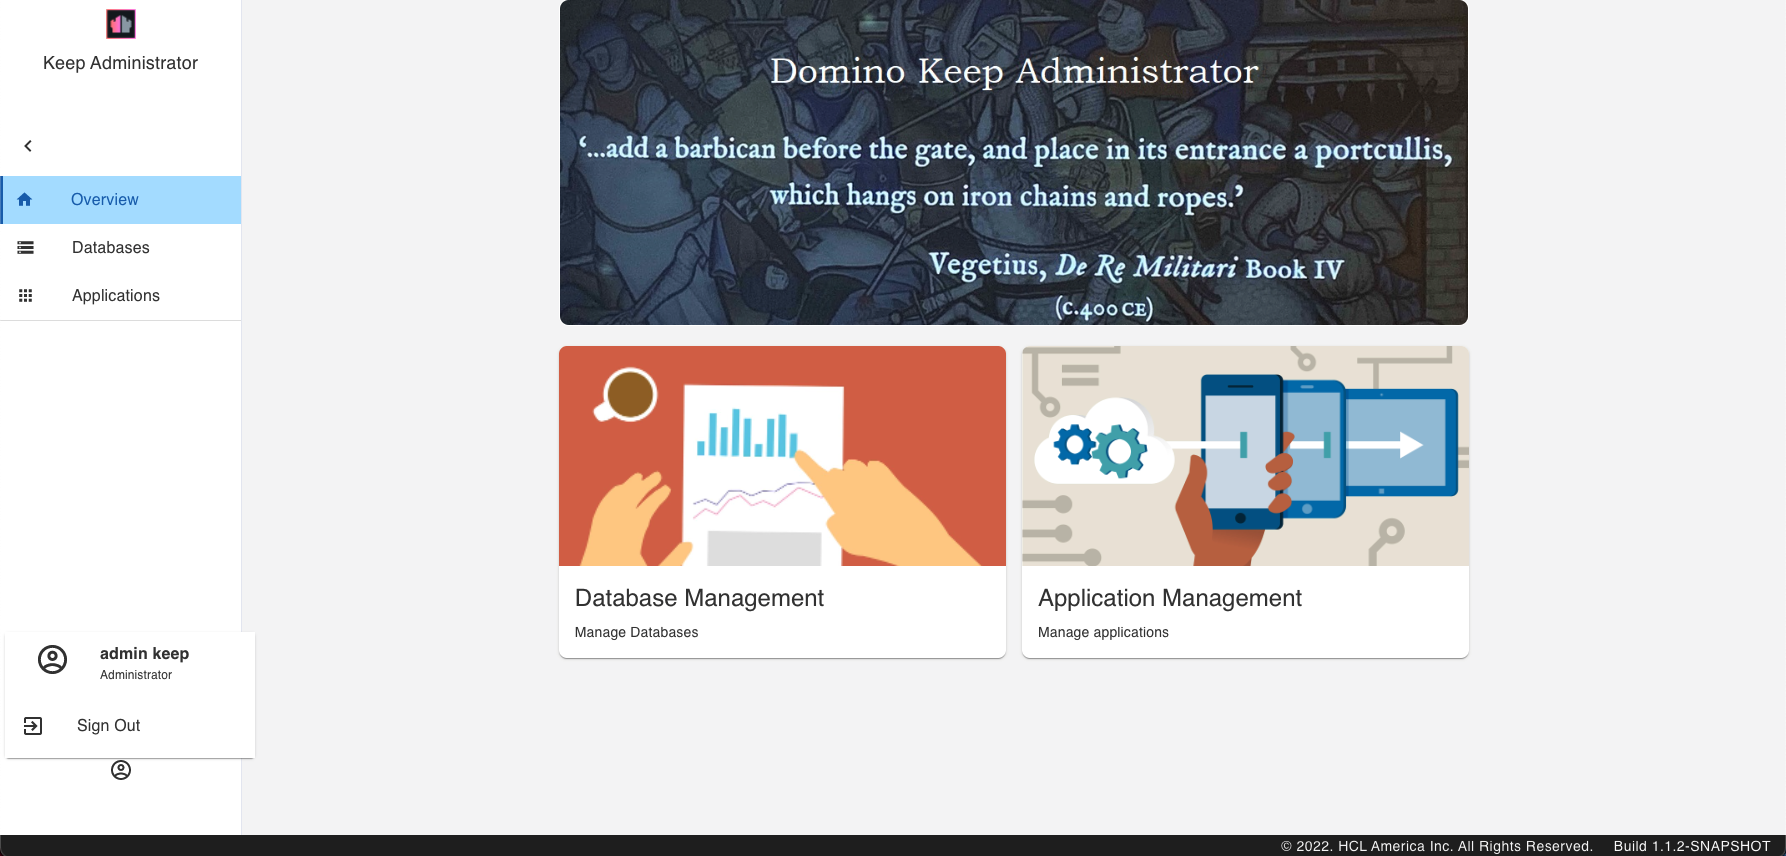 Keep Administrator
Overview
Databases
Applications
admin keep
Administrator
Sign Out
Domino Keep Administrator
‘...add a barbican before the gate, and place in its entrance a portcullis,
which hangs on iron chains and ropes.’
Vegetius, De Re Militari Book IV
(c.400 CE)
Database Management
Manage Databases
Application Management
Manage applications
© 2022. HCL America Inc. All Rights Reserved. Build 1.1.2-SNAPSHOT